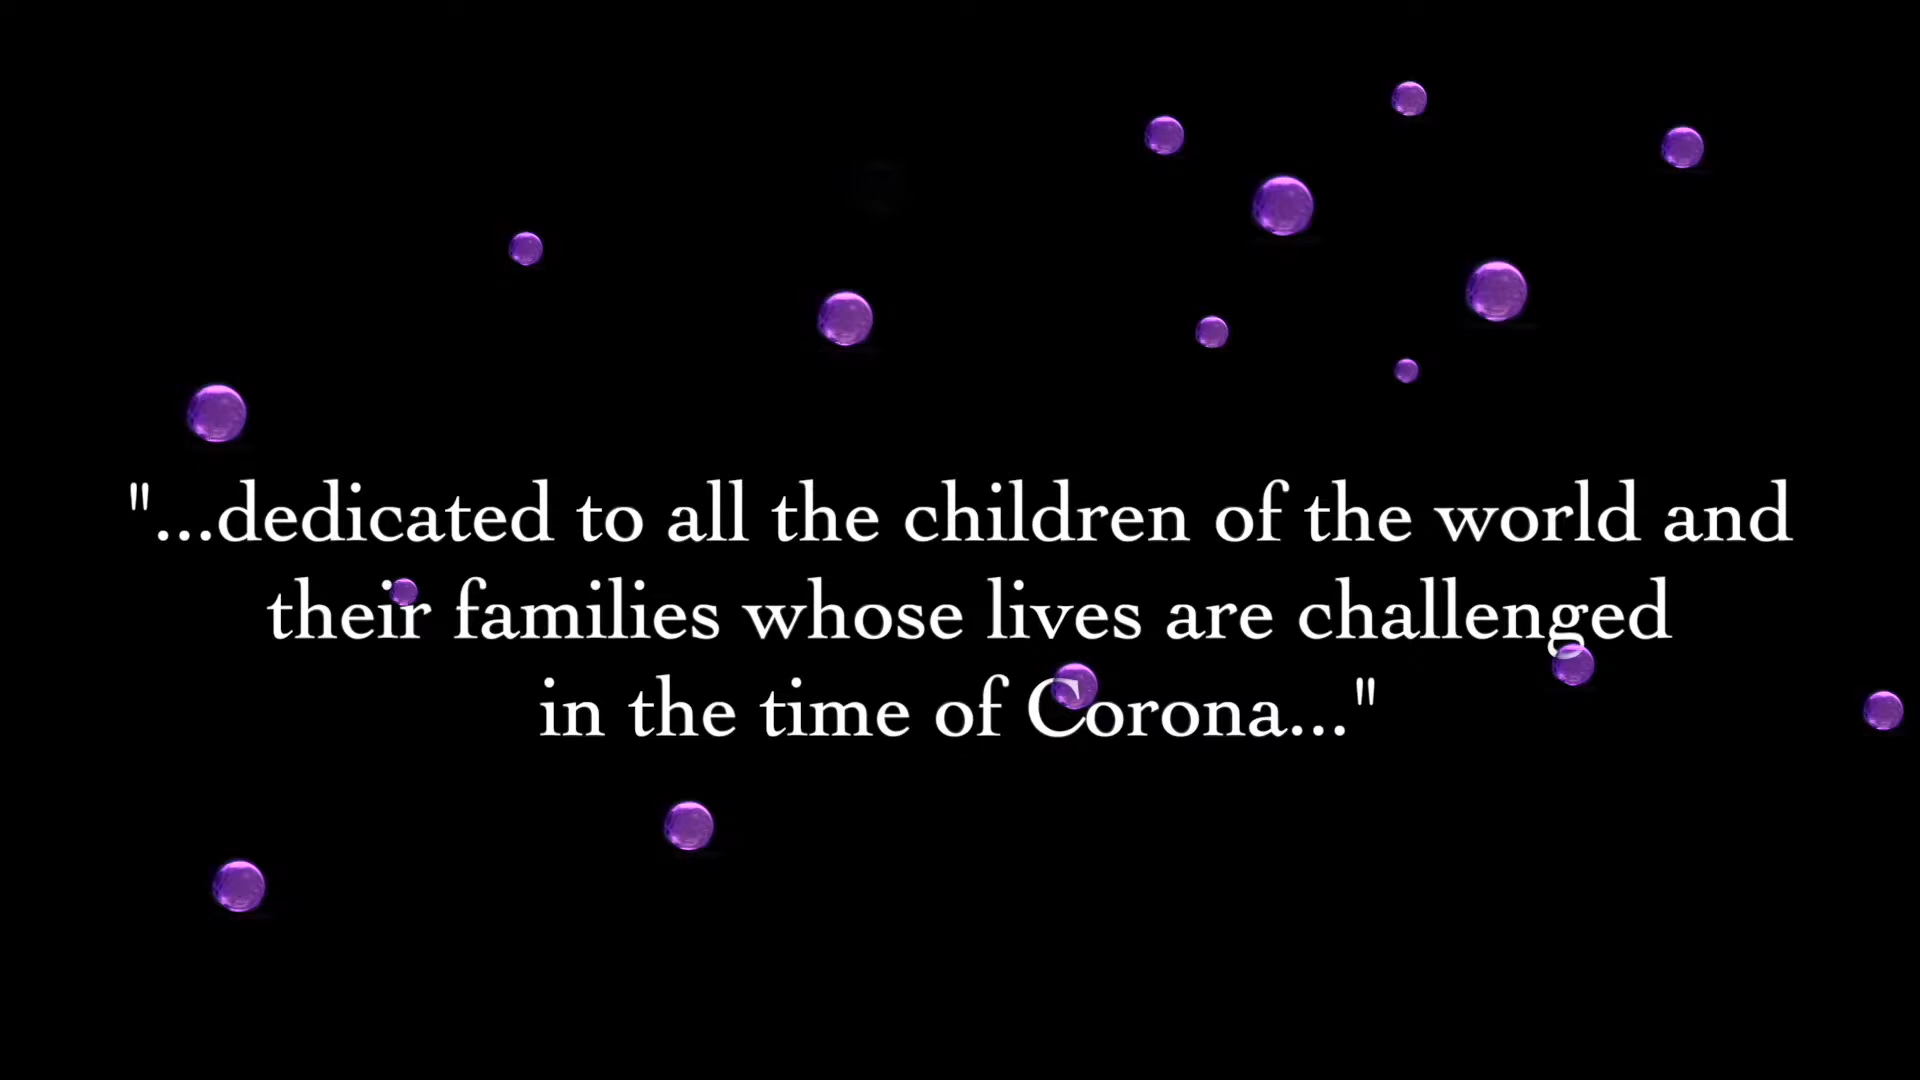 "...dedicated to all the children of the world and
their families whose lives are challenged
in the time of Corona..."